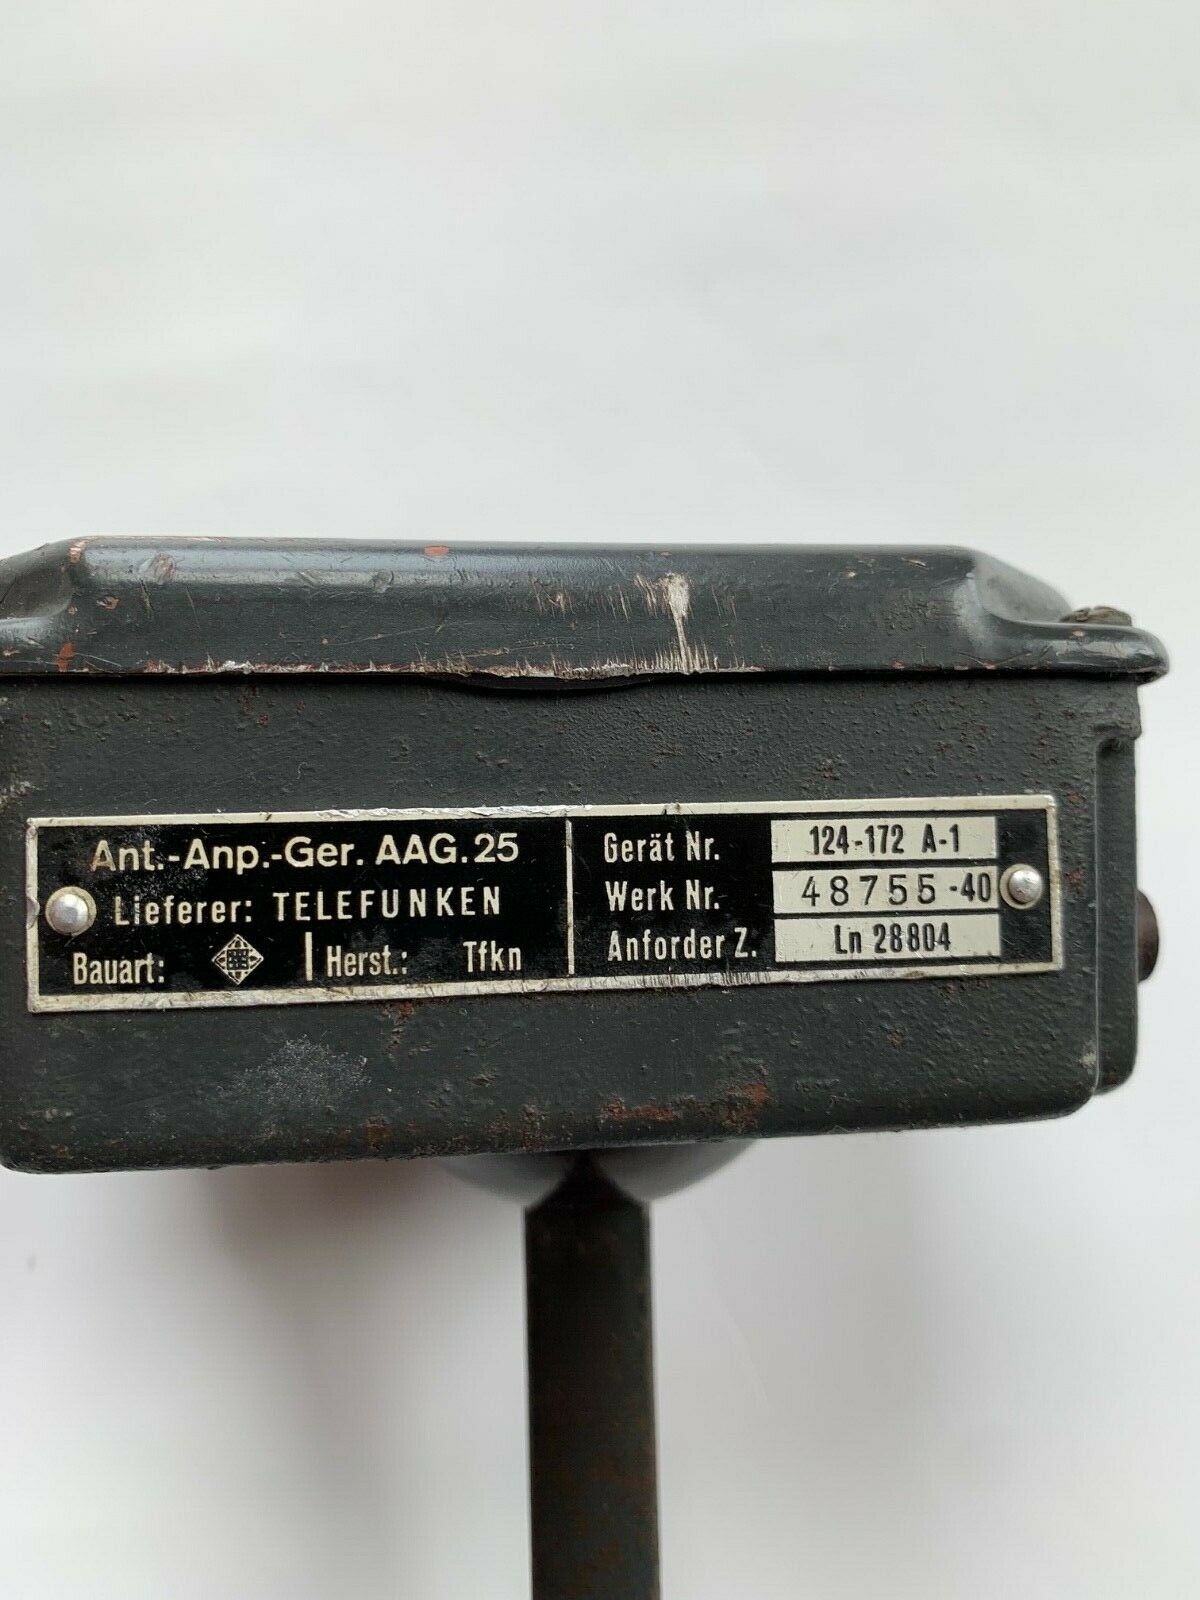 Ant.-Anp.-Ger. AAG.25
Lieferer: TELEFUNKEN
Bauart: | Herst.: Tfkn
Gerät Nr. 124-172 A-1
Werk Nr. 48755-40
Anforder Z. Ln 28804